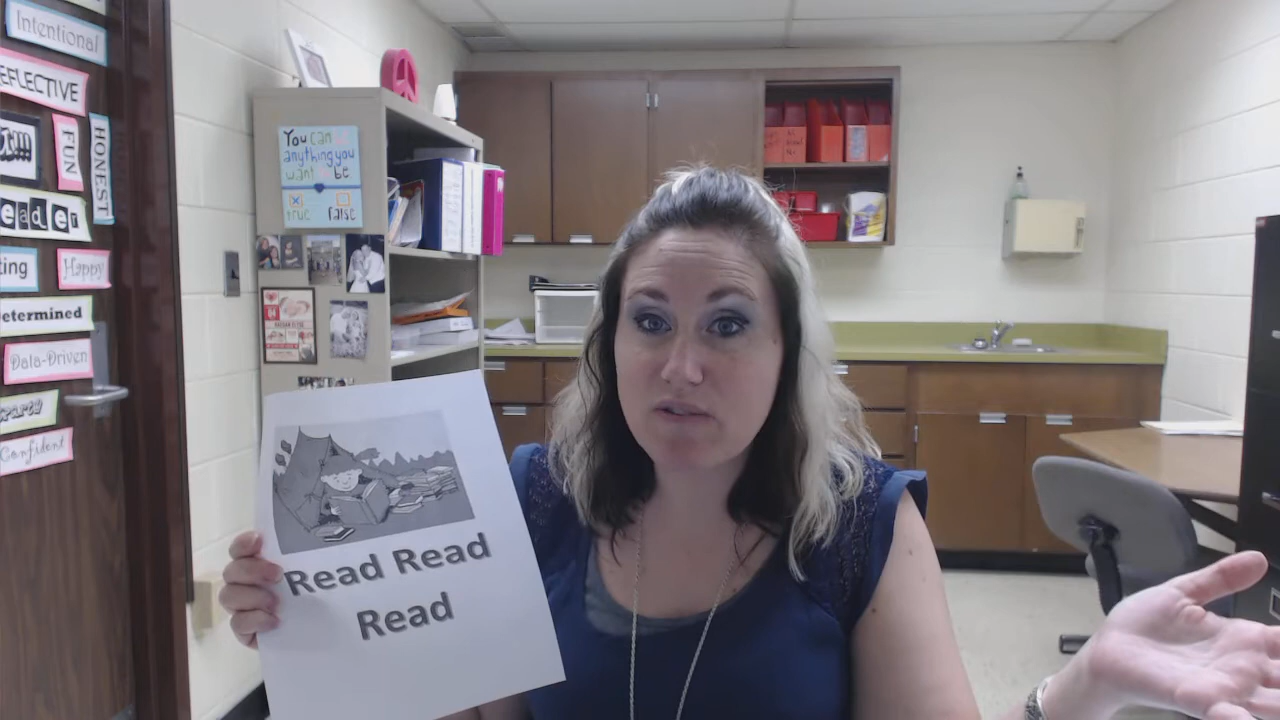 Intentional
EFLECTIVE
FUN
HONEST
eader
ting
Happy
etermined
Data-Driven
Confident
You can
anything you
want to be
true false
Read Read
Read